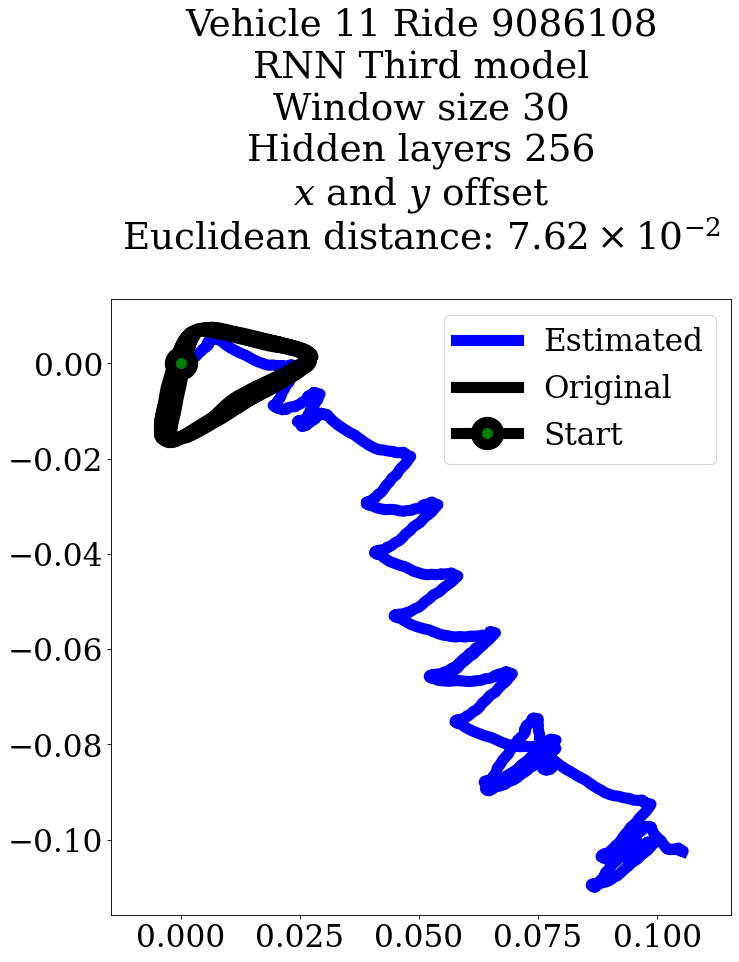 Vehicle 11 Ride 9086108
RNN Third model
Window size 30
Hidden layers 256
x and y offset
Euclidean distance: 7.62 × 10⁻²
Estimated
Original
Start
0.00
−0.02
−0.04
−0.06
−0.08
−0.10
0.000 0.025 0.050 0.075 0.100